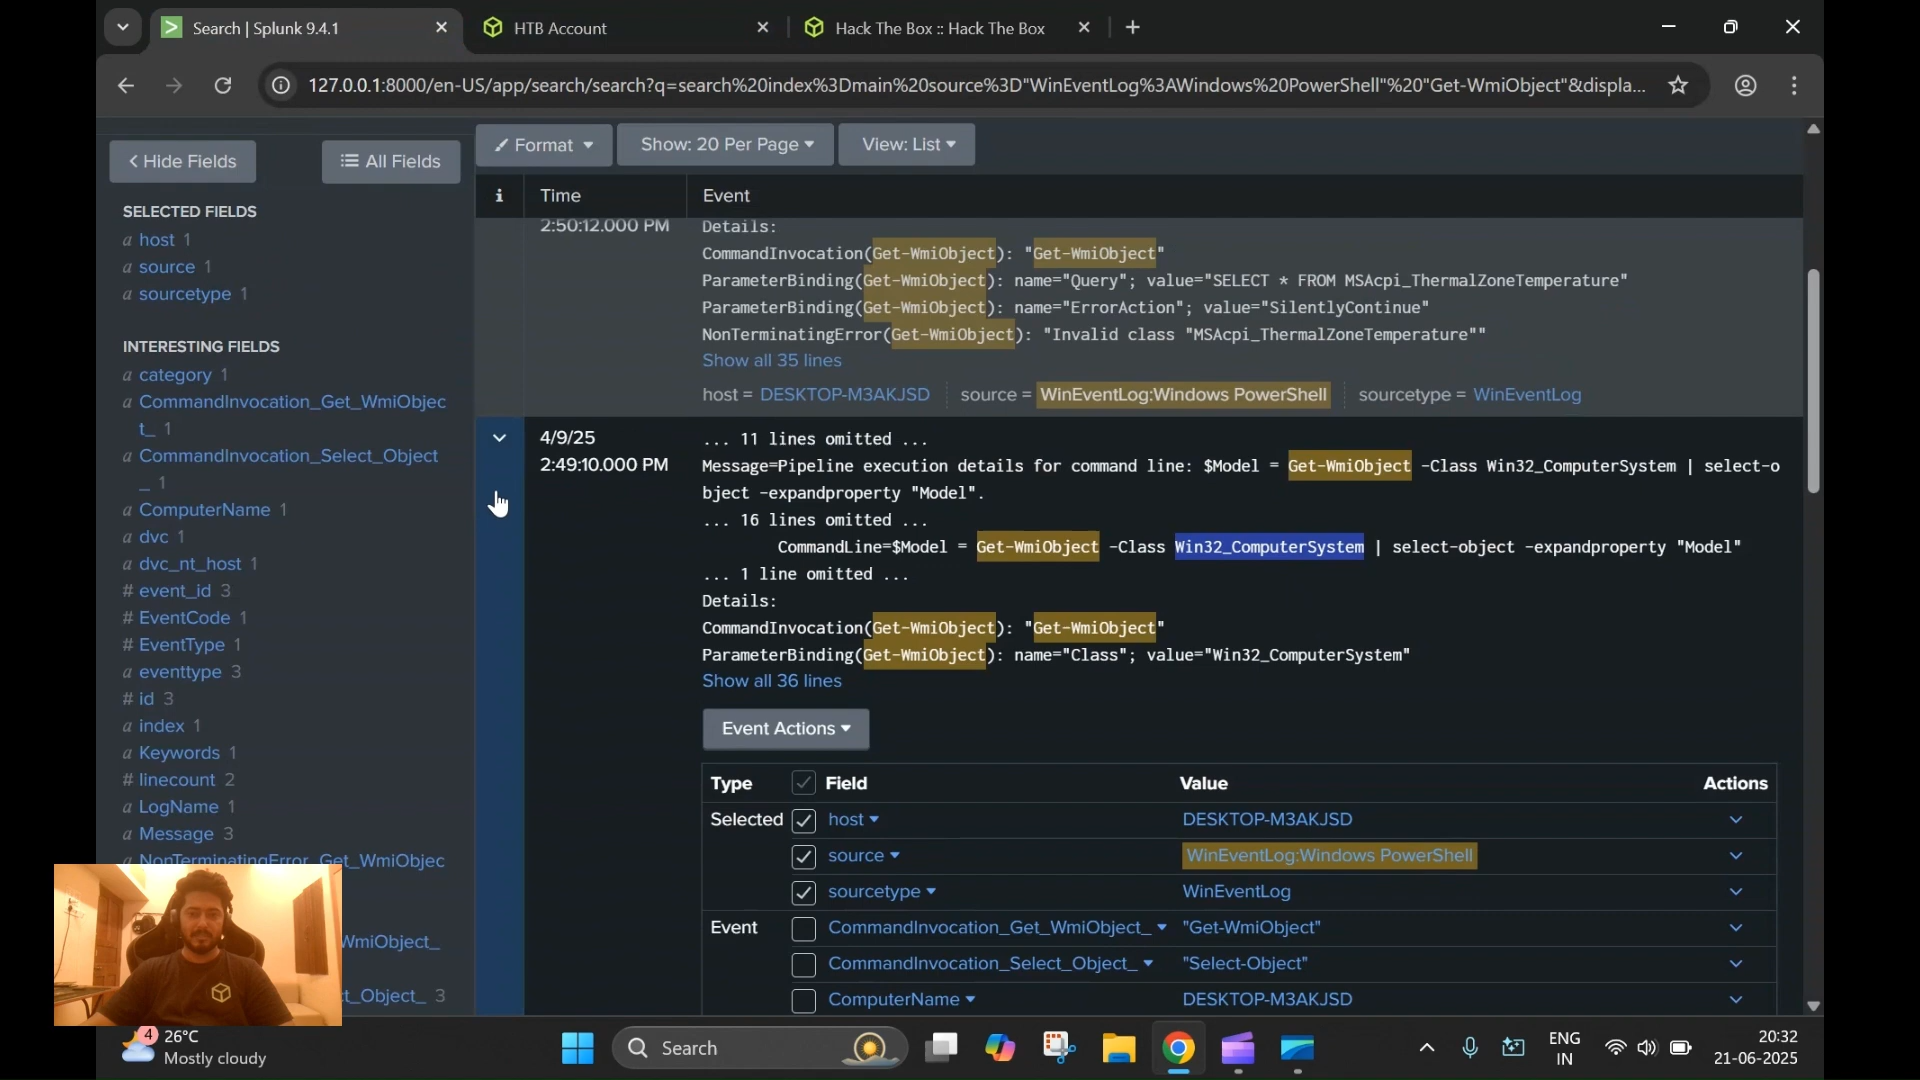 Search | Splunk 9.4.1
HTB Account
Hack The Box :: Hack The Box
127.0.0.1:8000/en-US/app/search/search?q=search%20index%3Dmain%20source%3D"WinEventLog%3AWindows%20PowerShell"%20"Get-WmiObject"&displa...
Hide Fields
All Fields
Format
Show: 20 Per Page
View: List
i
Time
Event
SELECTED FIELDS
a host 1
a source 1
a sourcetype 1
INTERESTING FIELDS
a category 1
a CommandInvocation_Get_WmiObjec
t_ 1
a CommandInvocation_Select_Object
_ 1
a ComputerName 1
a dvc 1
a dvc_nt_host 1
# event_id 3
# EventCode 1
# EventType 1
a eventtype 3
# id 3
a index 1
a Keywords 1
# linecount 2
a LogName 1
a Message 3
a NonTerminatingError_Get_WmiObjec
WmiObject_
t_Object_ 3
2:50:12.000 PM
Details:
CommandInvocation(Get-WmiObject): "Get-WmiObject"
ParameterBinding(Get-WmiObject): name="Query"; value="SELECT * FROM MSAcpi_ThermalZoneTemperature"
ParameterBinding(Get-WmiObject): name="ErrorAction"; value="SilentlyContinue"
NonTerminatingError(Get-WmiObject): "Invalid class "MSAcpi_ThermalZoneTemperature""
Show all 35 lines
host = DESKTOP-M3AKJSD source = WinEventLog:Windows PowerShell sourcetype = WinEventLog
4/9/25
2:49:10.000 PM
... 11 lines omitted ...
Message=Pipeline execution details for command line: $Model = Get-WmiObject -Class Win32_ComputerSystem | select-o
bject -expandproperty "Model".
... 16 lines omitted ...
CommandLine=$Model = Get-WmiObject -Class Win32_ComputerSystem | select-object -expandproperty "Model"
... 1 line omitted ...
Details:
CommandInvocation(Get-WmiObject): "Get-WmiObject"
ParameterBinding(Get-WmiObject): name="Class"; value="Win32_ComputerSystem"
Show all 36 lines
Event Actions
Type Field Value Actions
Selected host DESKTOP-M3AKJSD
source WinEventLog:Windows PowerShell
sourcetype WinEventLog
Event CommandInvocation_Get_WmiObject_ "Get-WmiObject"
CommandInvocation_Select_Object_ "Select-Object"
ComputerName DESKTOP-M3AKJSD
4
26°C
Mostly cloudy
Search
ENG
IN
20:32
21-06-2025